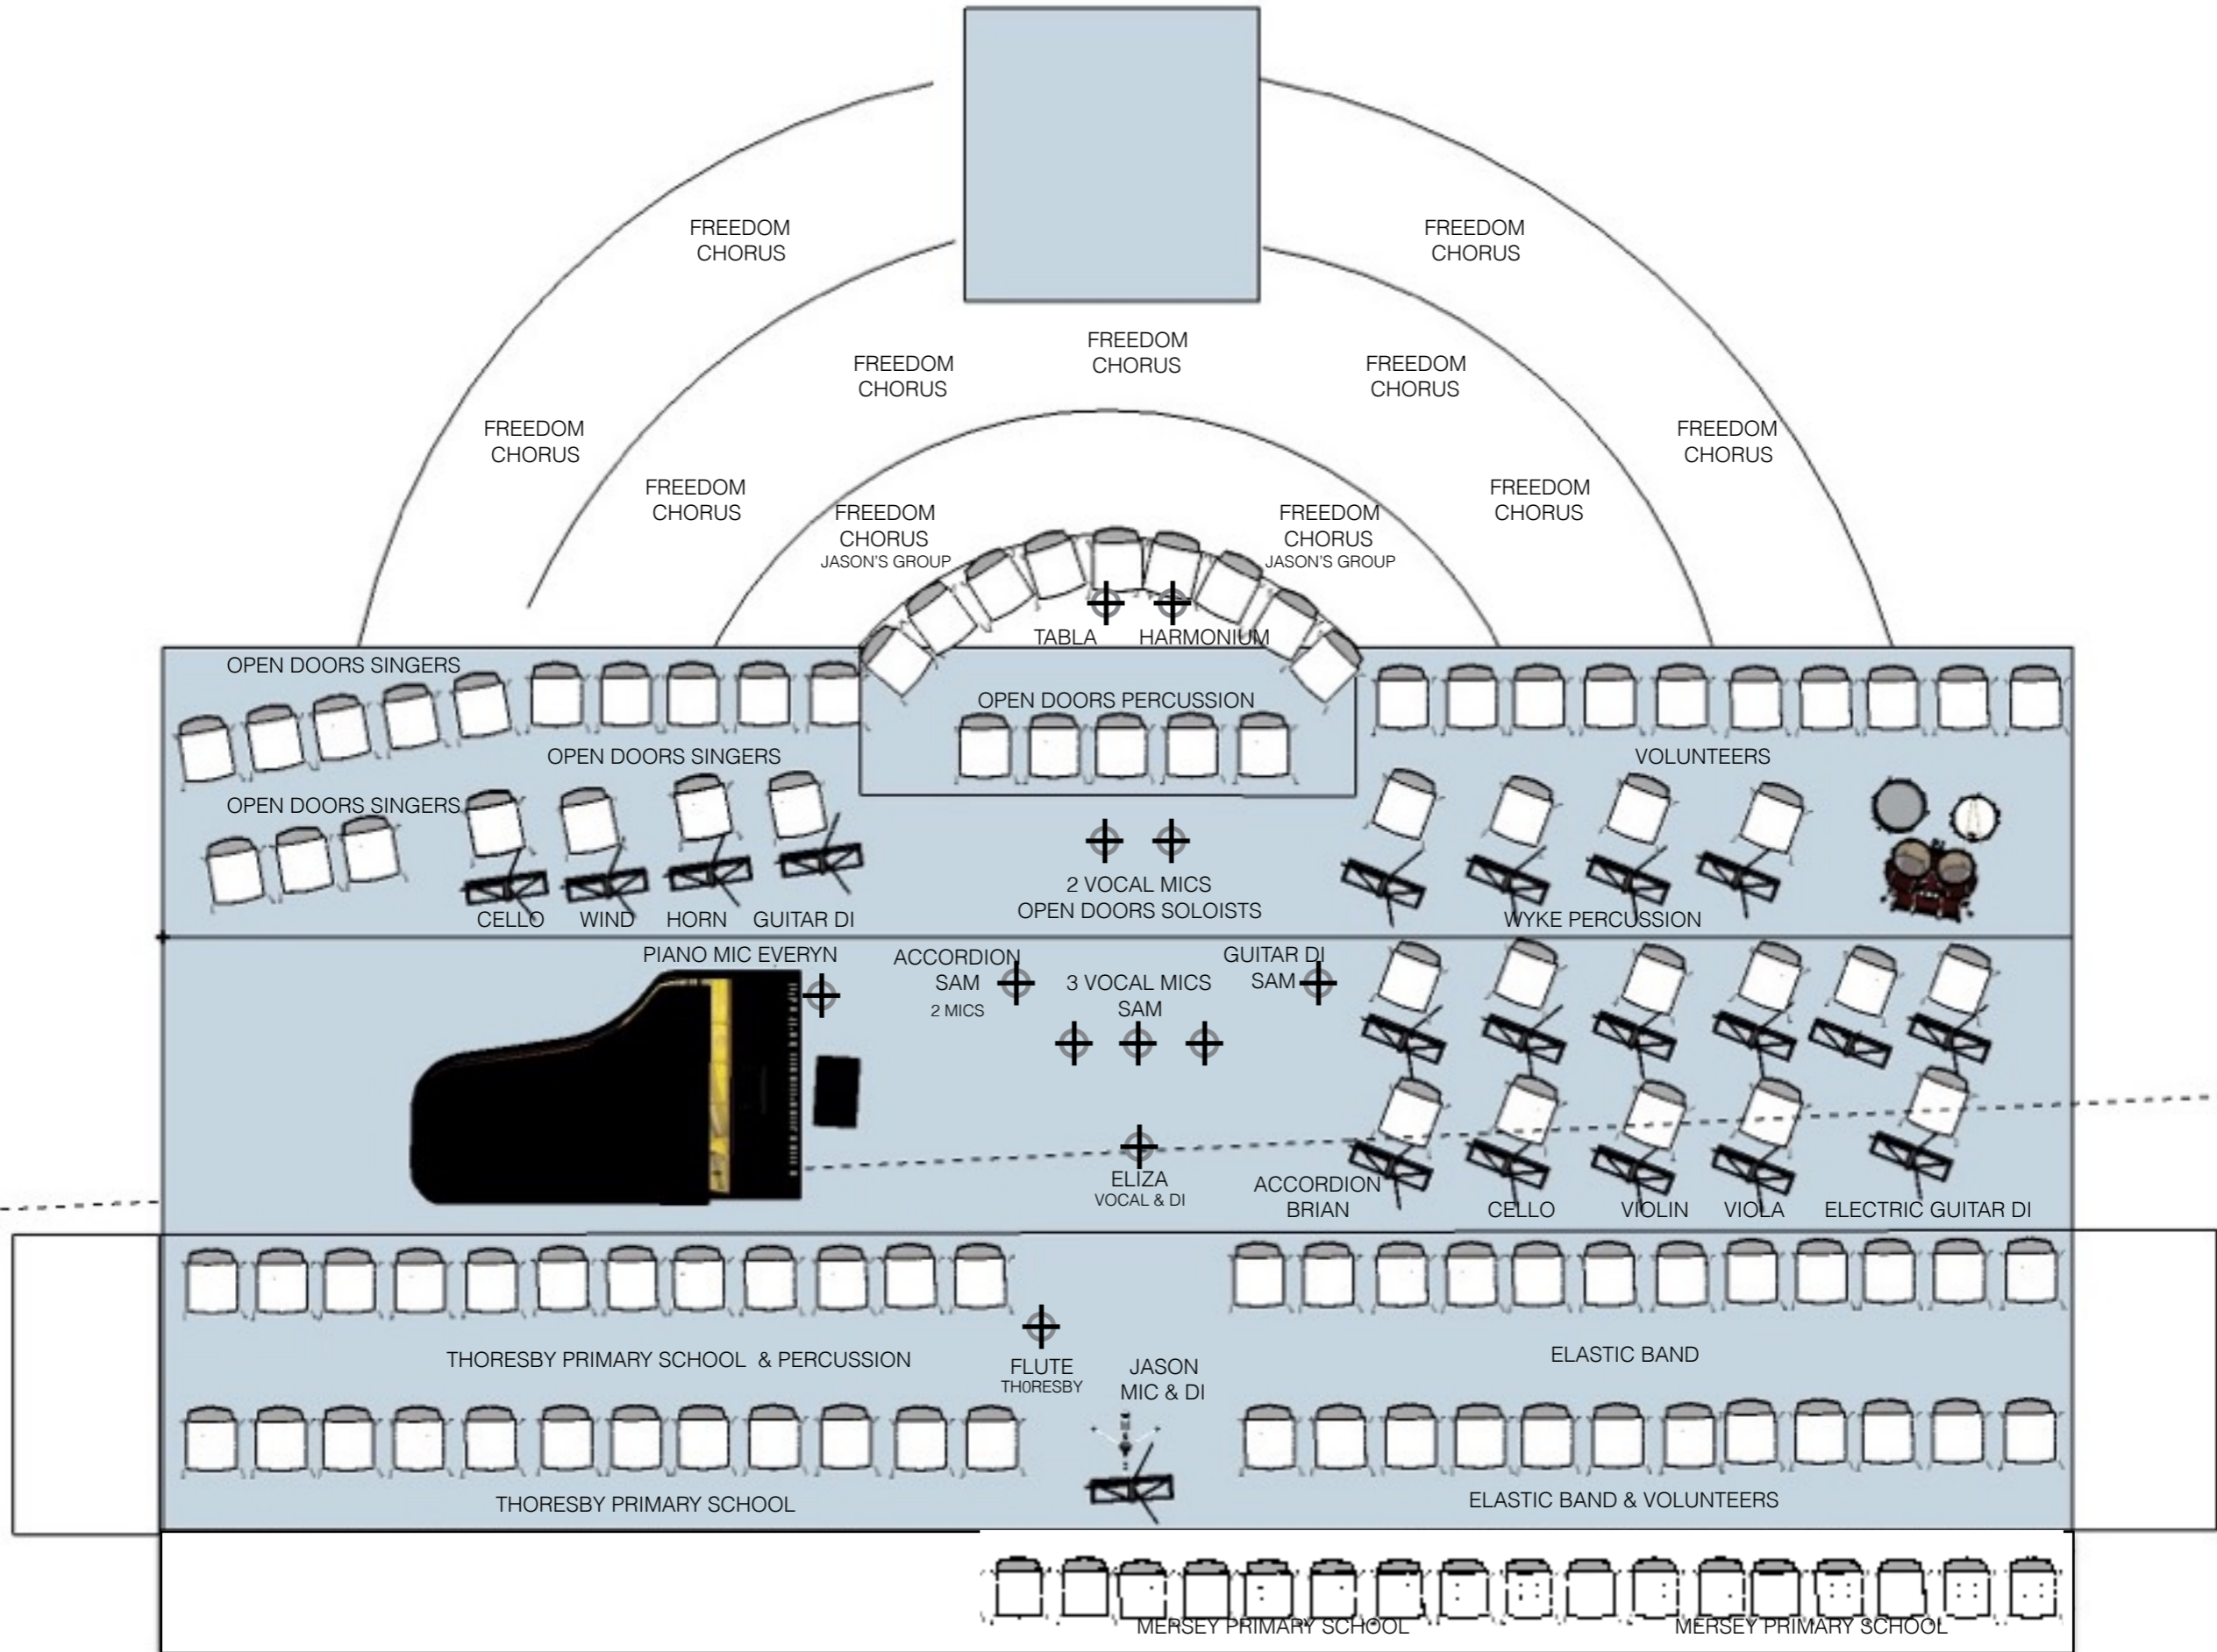 FREEDOM
CHORUS
FREEDOM
CHORUS
FREEDOM
CHORUS
FREEDOM
CHORUS
FREEDOM
CHORUS
FREEDOM
CHORUS
FREEDOM
CHORUS
FREEDOM
CHORUS
FREEDOM
CHORUS
FREEDOM
CHORUS
JASON'S GROUP
FREEDOM
CHORUS
JASON'S GROUP
TABLA
HARMONIUM
OPEN DOORS SINGERS
OPEN DOORS PERCUSSION
OPEN DOORS SINGERS
VOLUNTEERS
OPEN DOORS SINGERS
2 VOCAL MICS
OPEN DOORS SOLOISTS
CELLO
WIND
HORN
GUITAR DI
WYKE PERCUSSION
PIANO MIC EVERYN
ACCORDION
SAM
2 MICS
3 VOCAL MICS
SAM
GUITAR DI
SAM
ELIZA
VOCAL & DI
ACCORDION
BRIAN
CELLO
VIOLIN
VIOLA
ELECTRIC GUITAR DI
THORESBY PRIMARY SCHOOL & PERCUSSION
FLUTE
TH0RESBY
JASON
MIC & DI
ELASTIC BAND
THORESBY PRIMARY SCHOOL
ELASTIC BAND & VOLUNTEERS
MERSEY PRIMARY SCHOOL
MERSEY PRIMARY SCHOOL